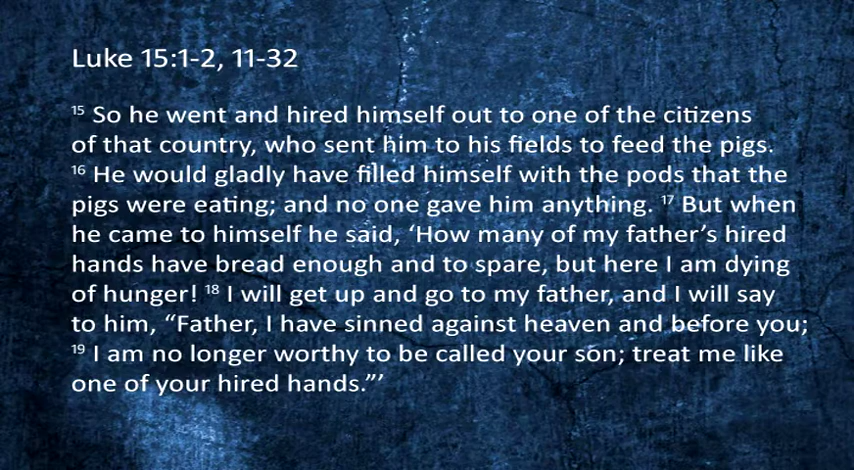 Luke 15:1-2, 11-32
15 So he went and hired himself out to one of the citizens
of that country, who sent him to his fields to feed the pigs.
16 He would gladly have filled himself with the pods that the
pigs were eating; and no one gave him anything. 17 But when
he came to himself he said, ‘How many of my father’s hired
hands have bread enough and to spare, but here I am dying
of hunger! 18 I will get up and go to my father, and I will say
to him, “Father, I have sinned against heaven and before you;
19 I am no longer worthy to be called your son; treat me like
one of your hired hands.”’